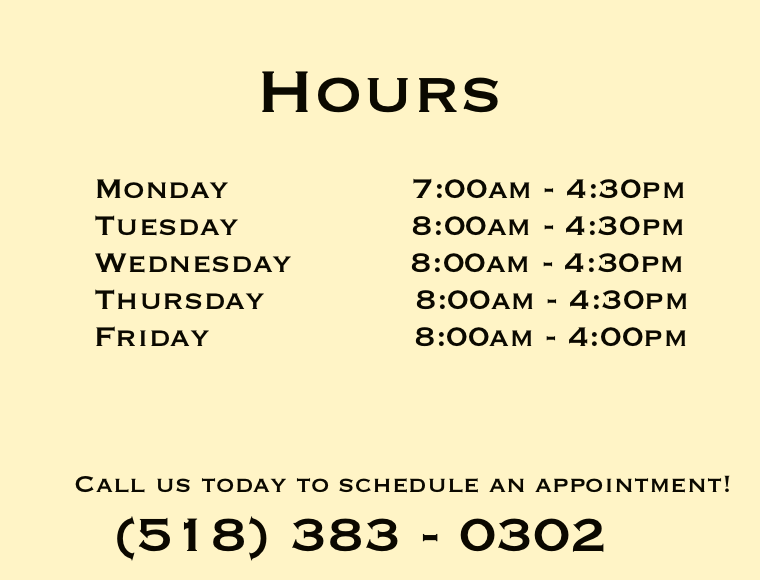 Hours
Monday 7:00am - 4:30pm
Tuesday 8:00am - 4:30pm
Wednesday 8:00am - 4:30pm
Thursday 8:00am - 4:30pm
Friday 8:00am - 4:00pm
Call us today to schedule an appointment!
(518) 383 - 0302